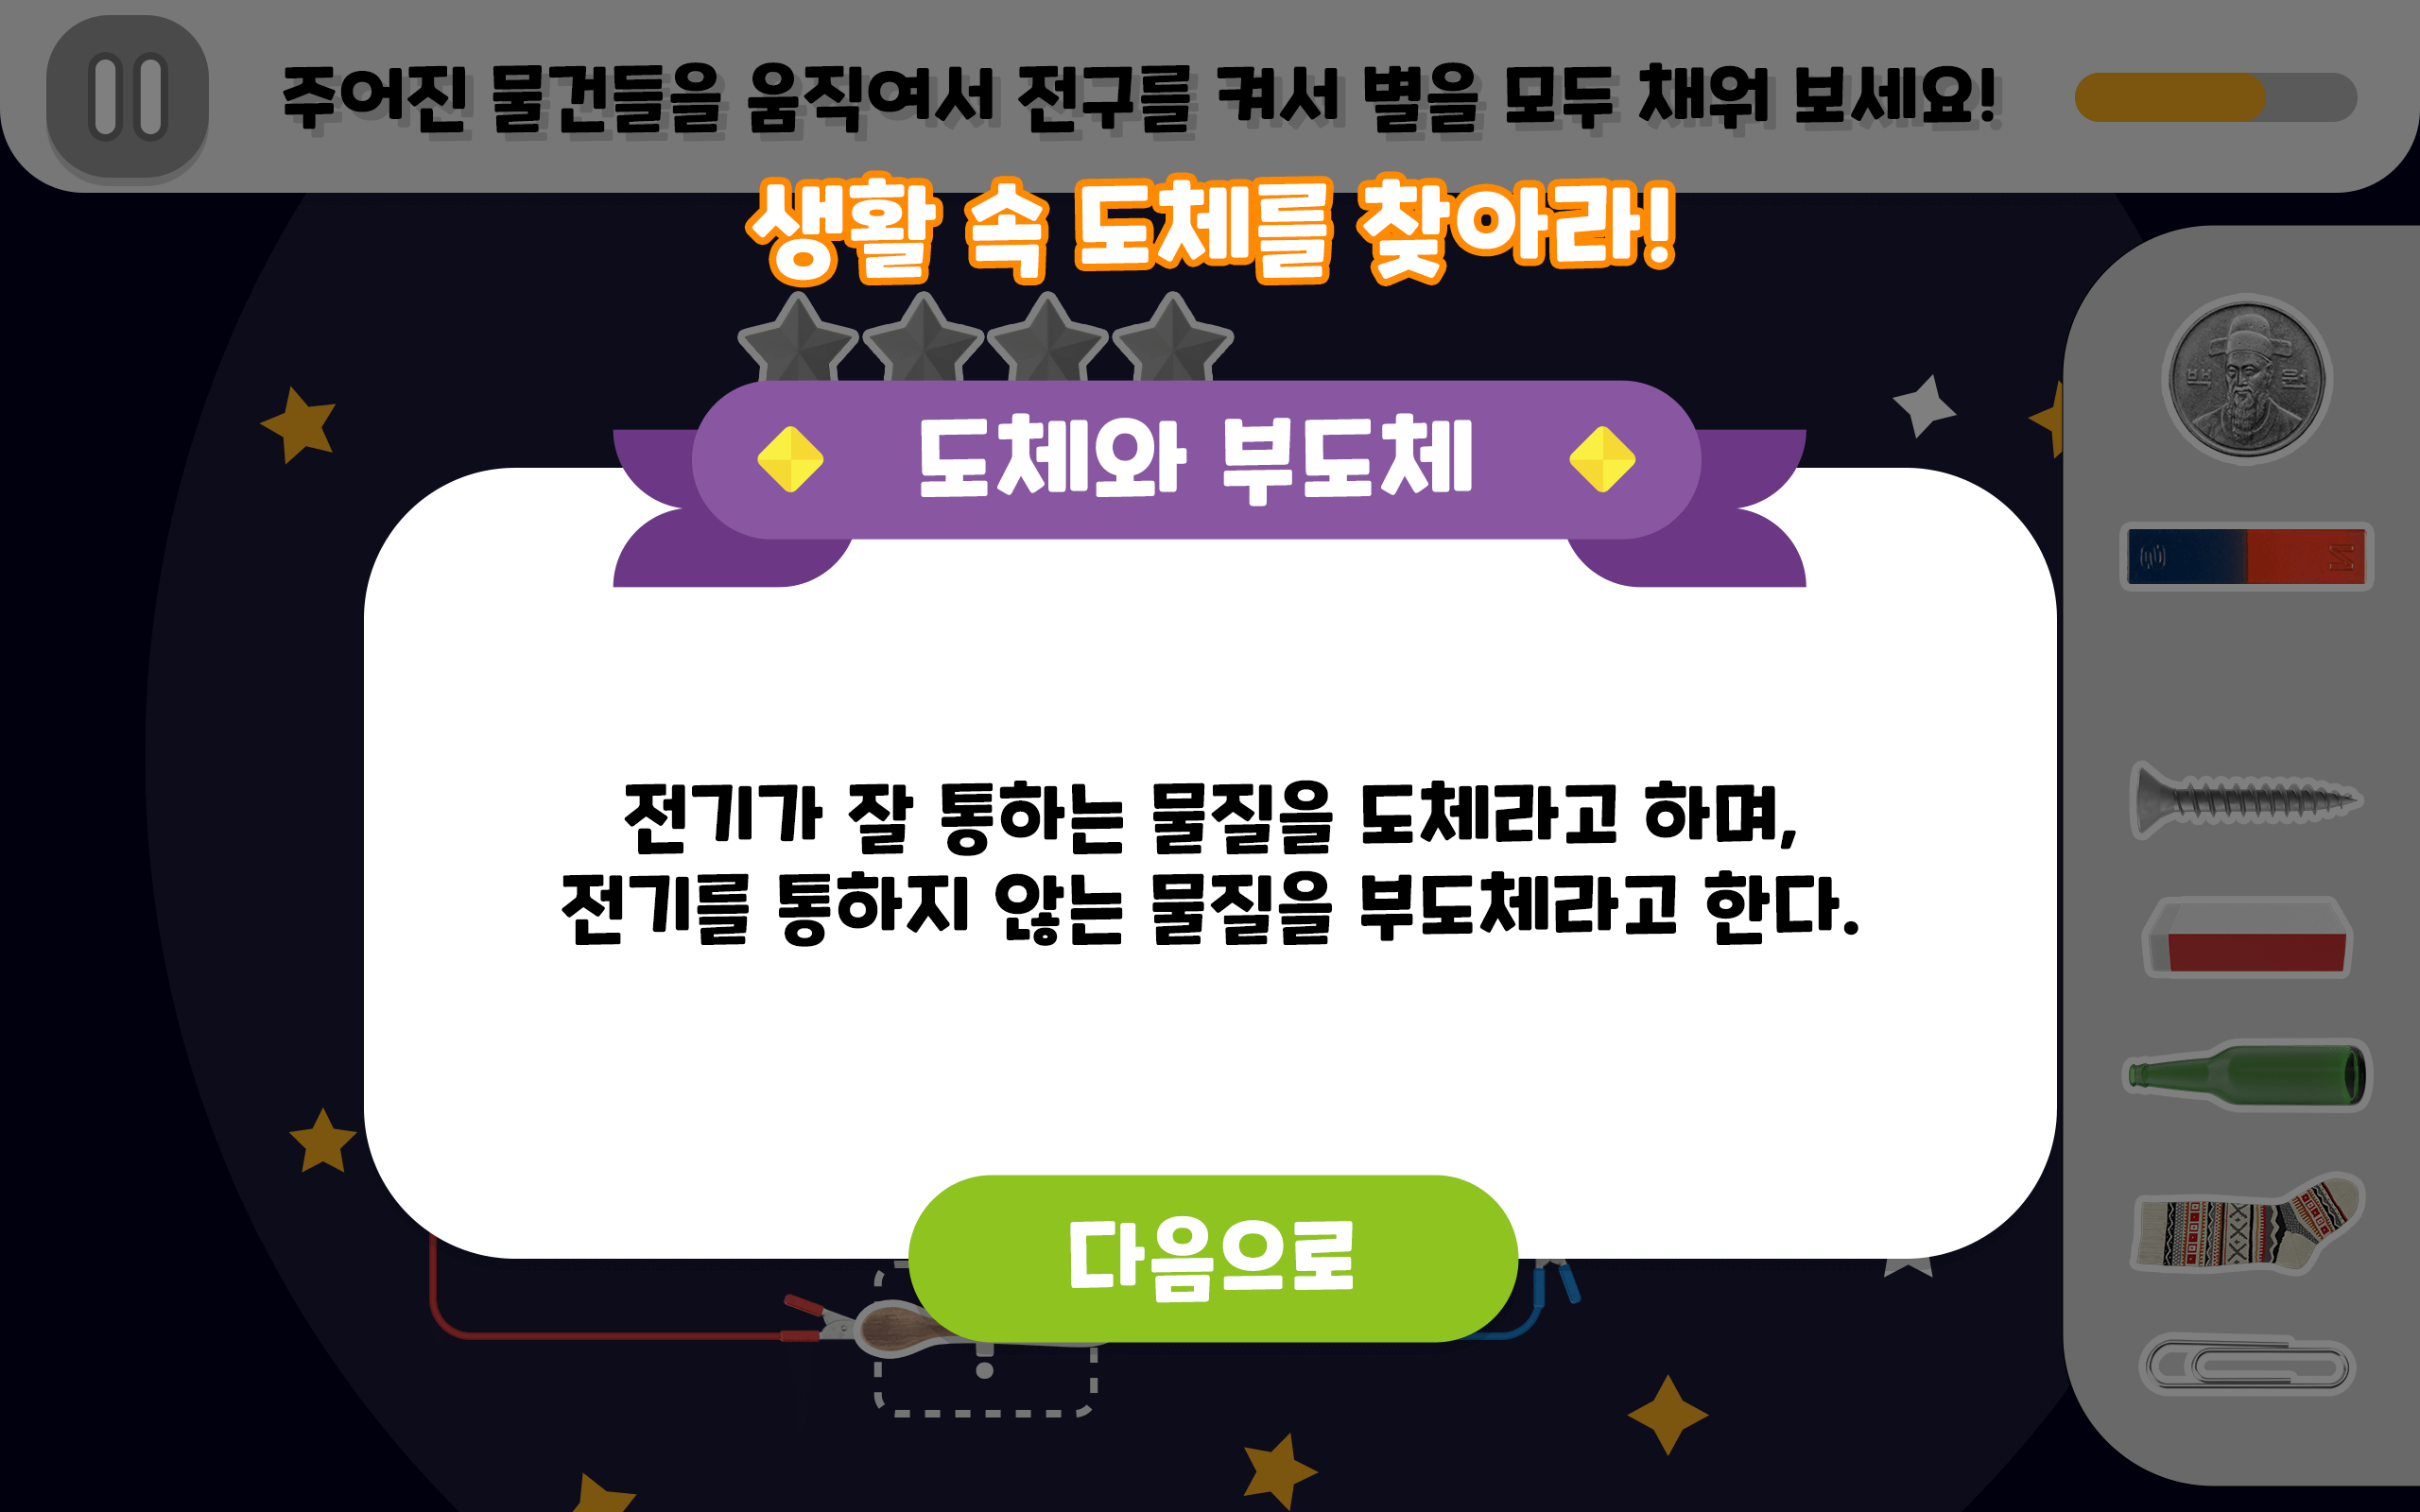 주어진 물건들을 움직여서 전구를 켜서 별을 모두 채워 보세요!
생활 속 도체를 찾아라!
백 원
S N
도체와 부도체
전기가 잘 통하는 물질을 도체라고 하며,
전기를 통하지 않는 물질을 부도체라고 한다.
다음으로